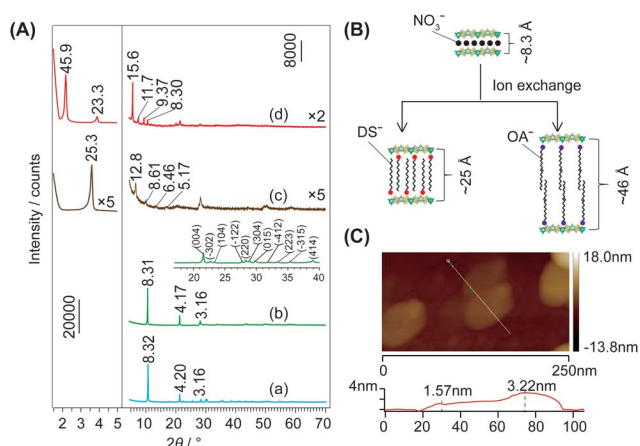 (A)
Intensity / counts
2θ / °
8000
20000
45.9
23.3
15.6
11.7
9.37
8.30
(d)
×2
25.3
×5
12.8
8.61
6.46
5.17
(c)
×5
(004)
(-302)
(104)
(-122)
(220)
(304)
(015)
(-412)
(223)
(-315)
(414)
20 25 30 35 40
8.31
4.17
3.16
(b)
8.32
4.20
3.16
(a)
2 3 4 5
10 20 30 40 50 60 70
(B)
NO3−
~8.3 Å
Ion exchange
DS−
~25 Å
OA−
~46 Å
(C)
18.0nm
-13.8nm
0 250nm
4nm
1.57nm
3.22nm
0 20 40 60 80 100